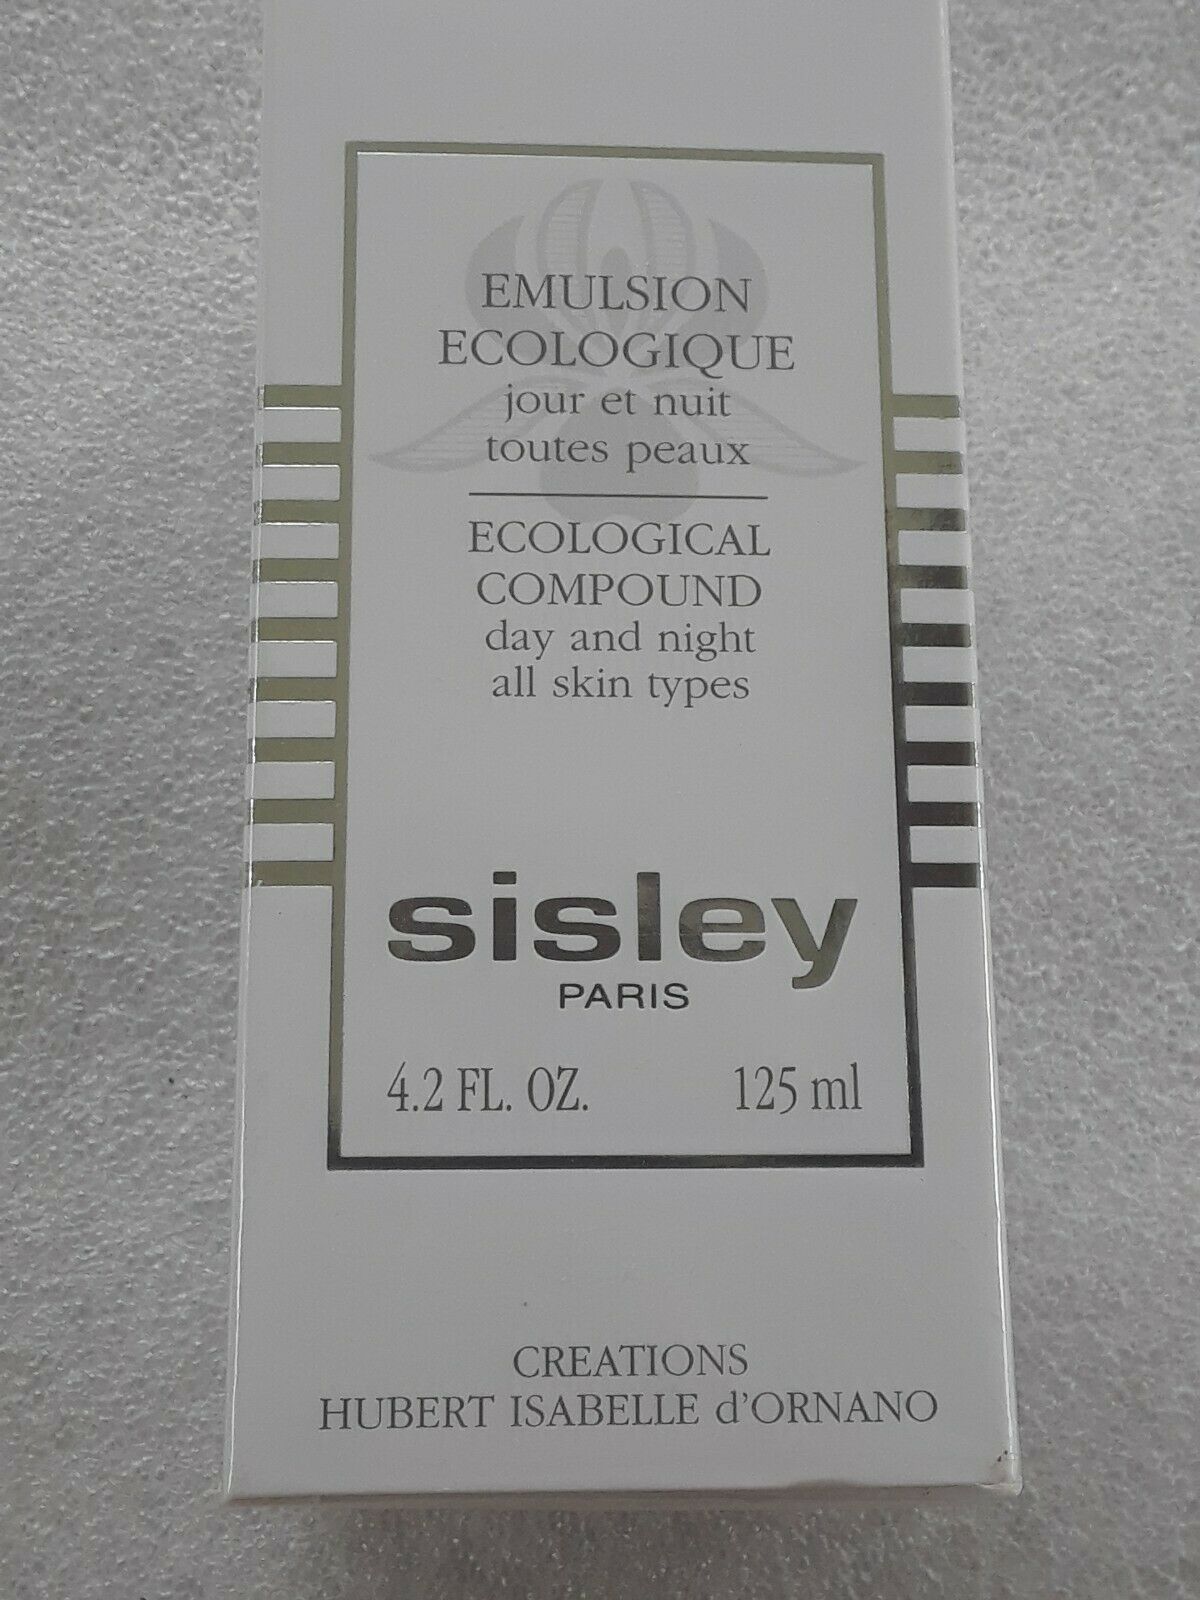 EMULSION
ECOLOGIQUE
jour et nuit
toutes peaux
ECOLOGICAL
COMPOUND
day and night
all skin types
sisley
PARIS
4.2 FL. OZ. 125 ml
CREATIONS
HUBERT ISABELLE d'ORNANO